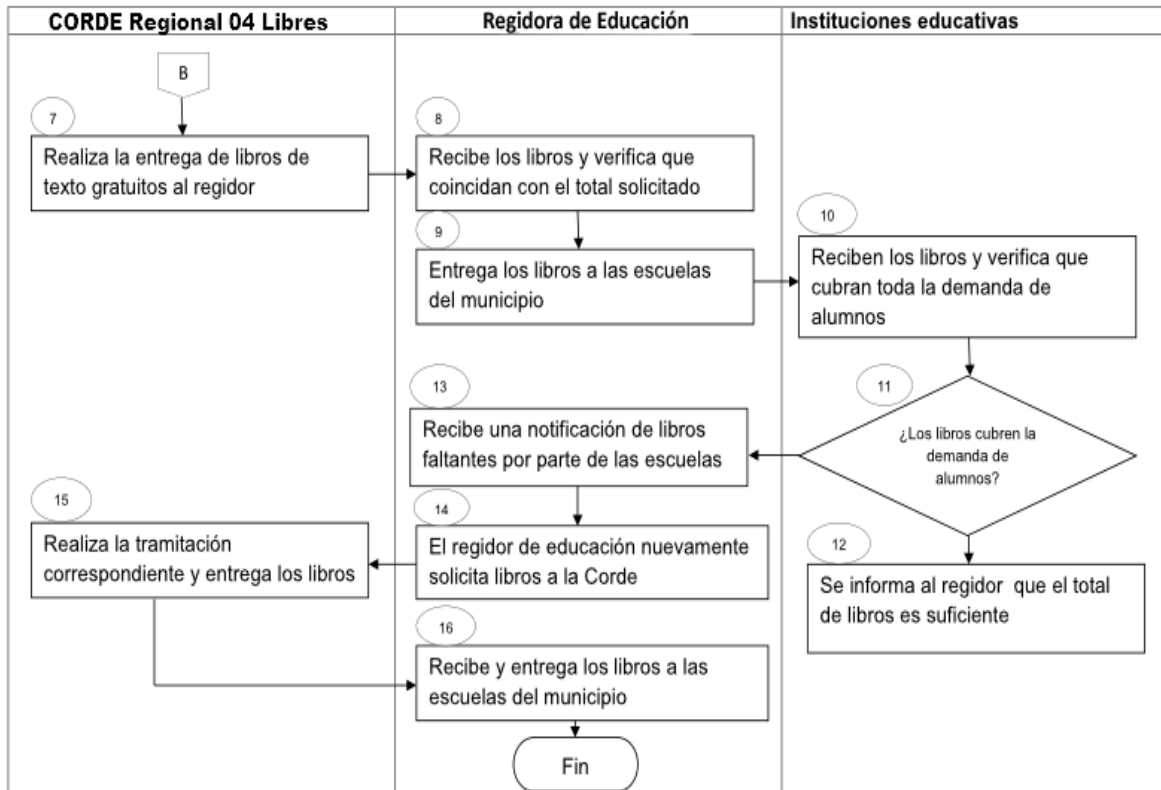 CORDE Regional 04 Libres
Regidora de Educación
Instituciones educativas
B
7
Realiza la entrega de libros de
texto gratuitos al regidor
8
Recibe los libros y verifica que
coincidan con el total solicitado
9
Entrega los libros a las escuelas
del municipio
10
Reciben los libros y verifica que
cubran toda la demanda de
alumnos
11
¿Los libros cubren la
demanda de
alumnos?
12
Se informa al regidor que el total
de libros es suficiente
13
Recibe una notificación de libros
faltantes por parte de las escuelas
14
El regidor de educación nuevamente
solicita libros a la Corde
15
Realiza la tramitación
correspondiente y entrega los libros
16
Recibe y entrega los libros a las
escuelas del municipio
Fin